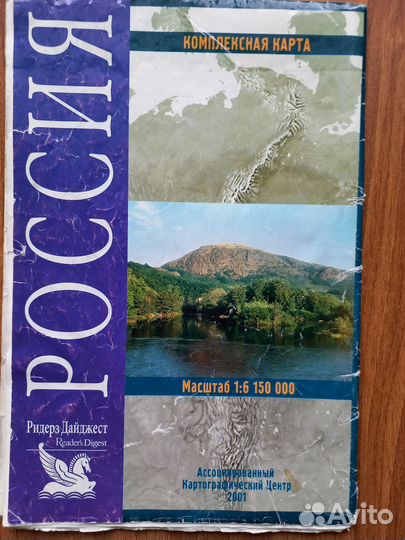 РОССИЯ
КОМПЛЕКСНАЯ КАРТА
Масштаб 1:6 150 000
Ридерз Дайджест
Reader's Digest
Ассоциированный
Картографический Центр
2001
Avito